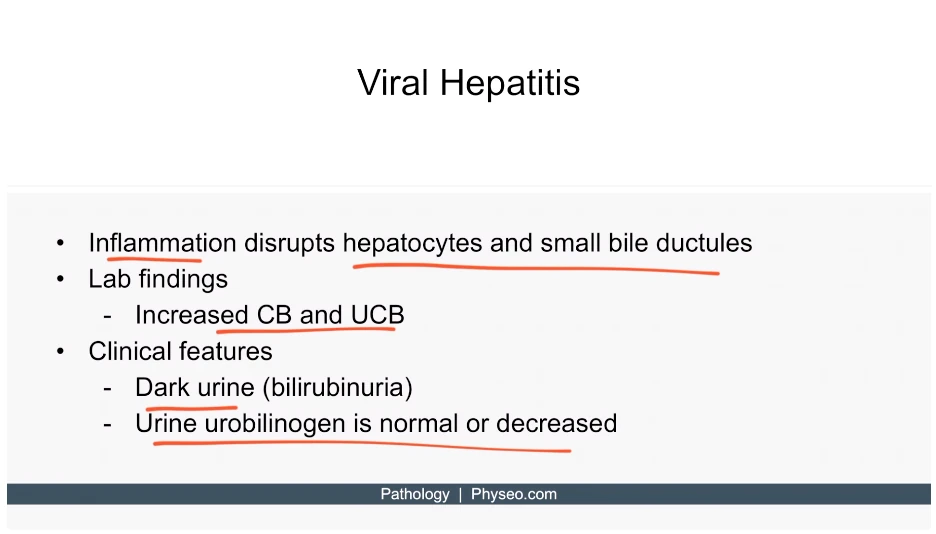 Viral Hepatitis
• Inflammation disrupts hepatocytes and small bile ductules
• Lab findings
- Increased CB and UCB
• Clinical features
- Dark urine (bilirubinuria)
- Urine urobilinogen is normal or decreased
Pathology | Physeo.com